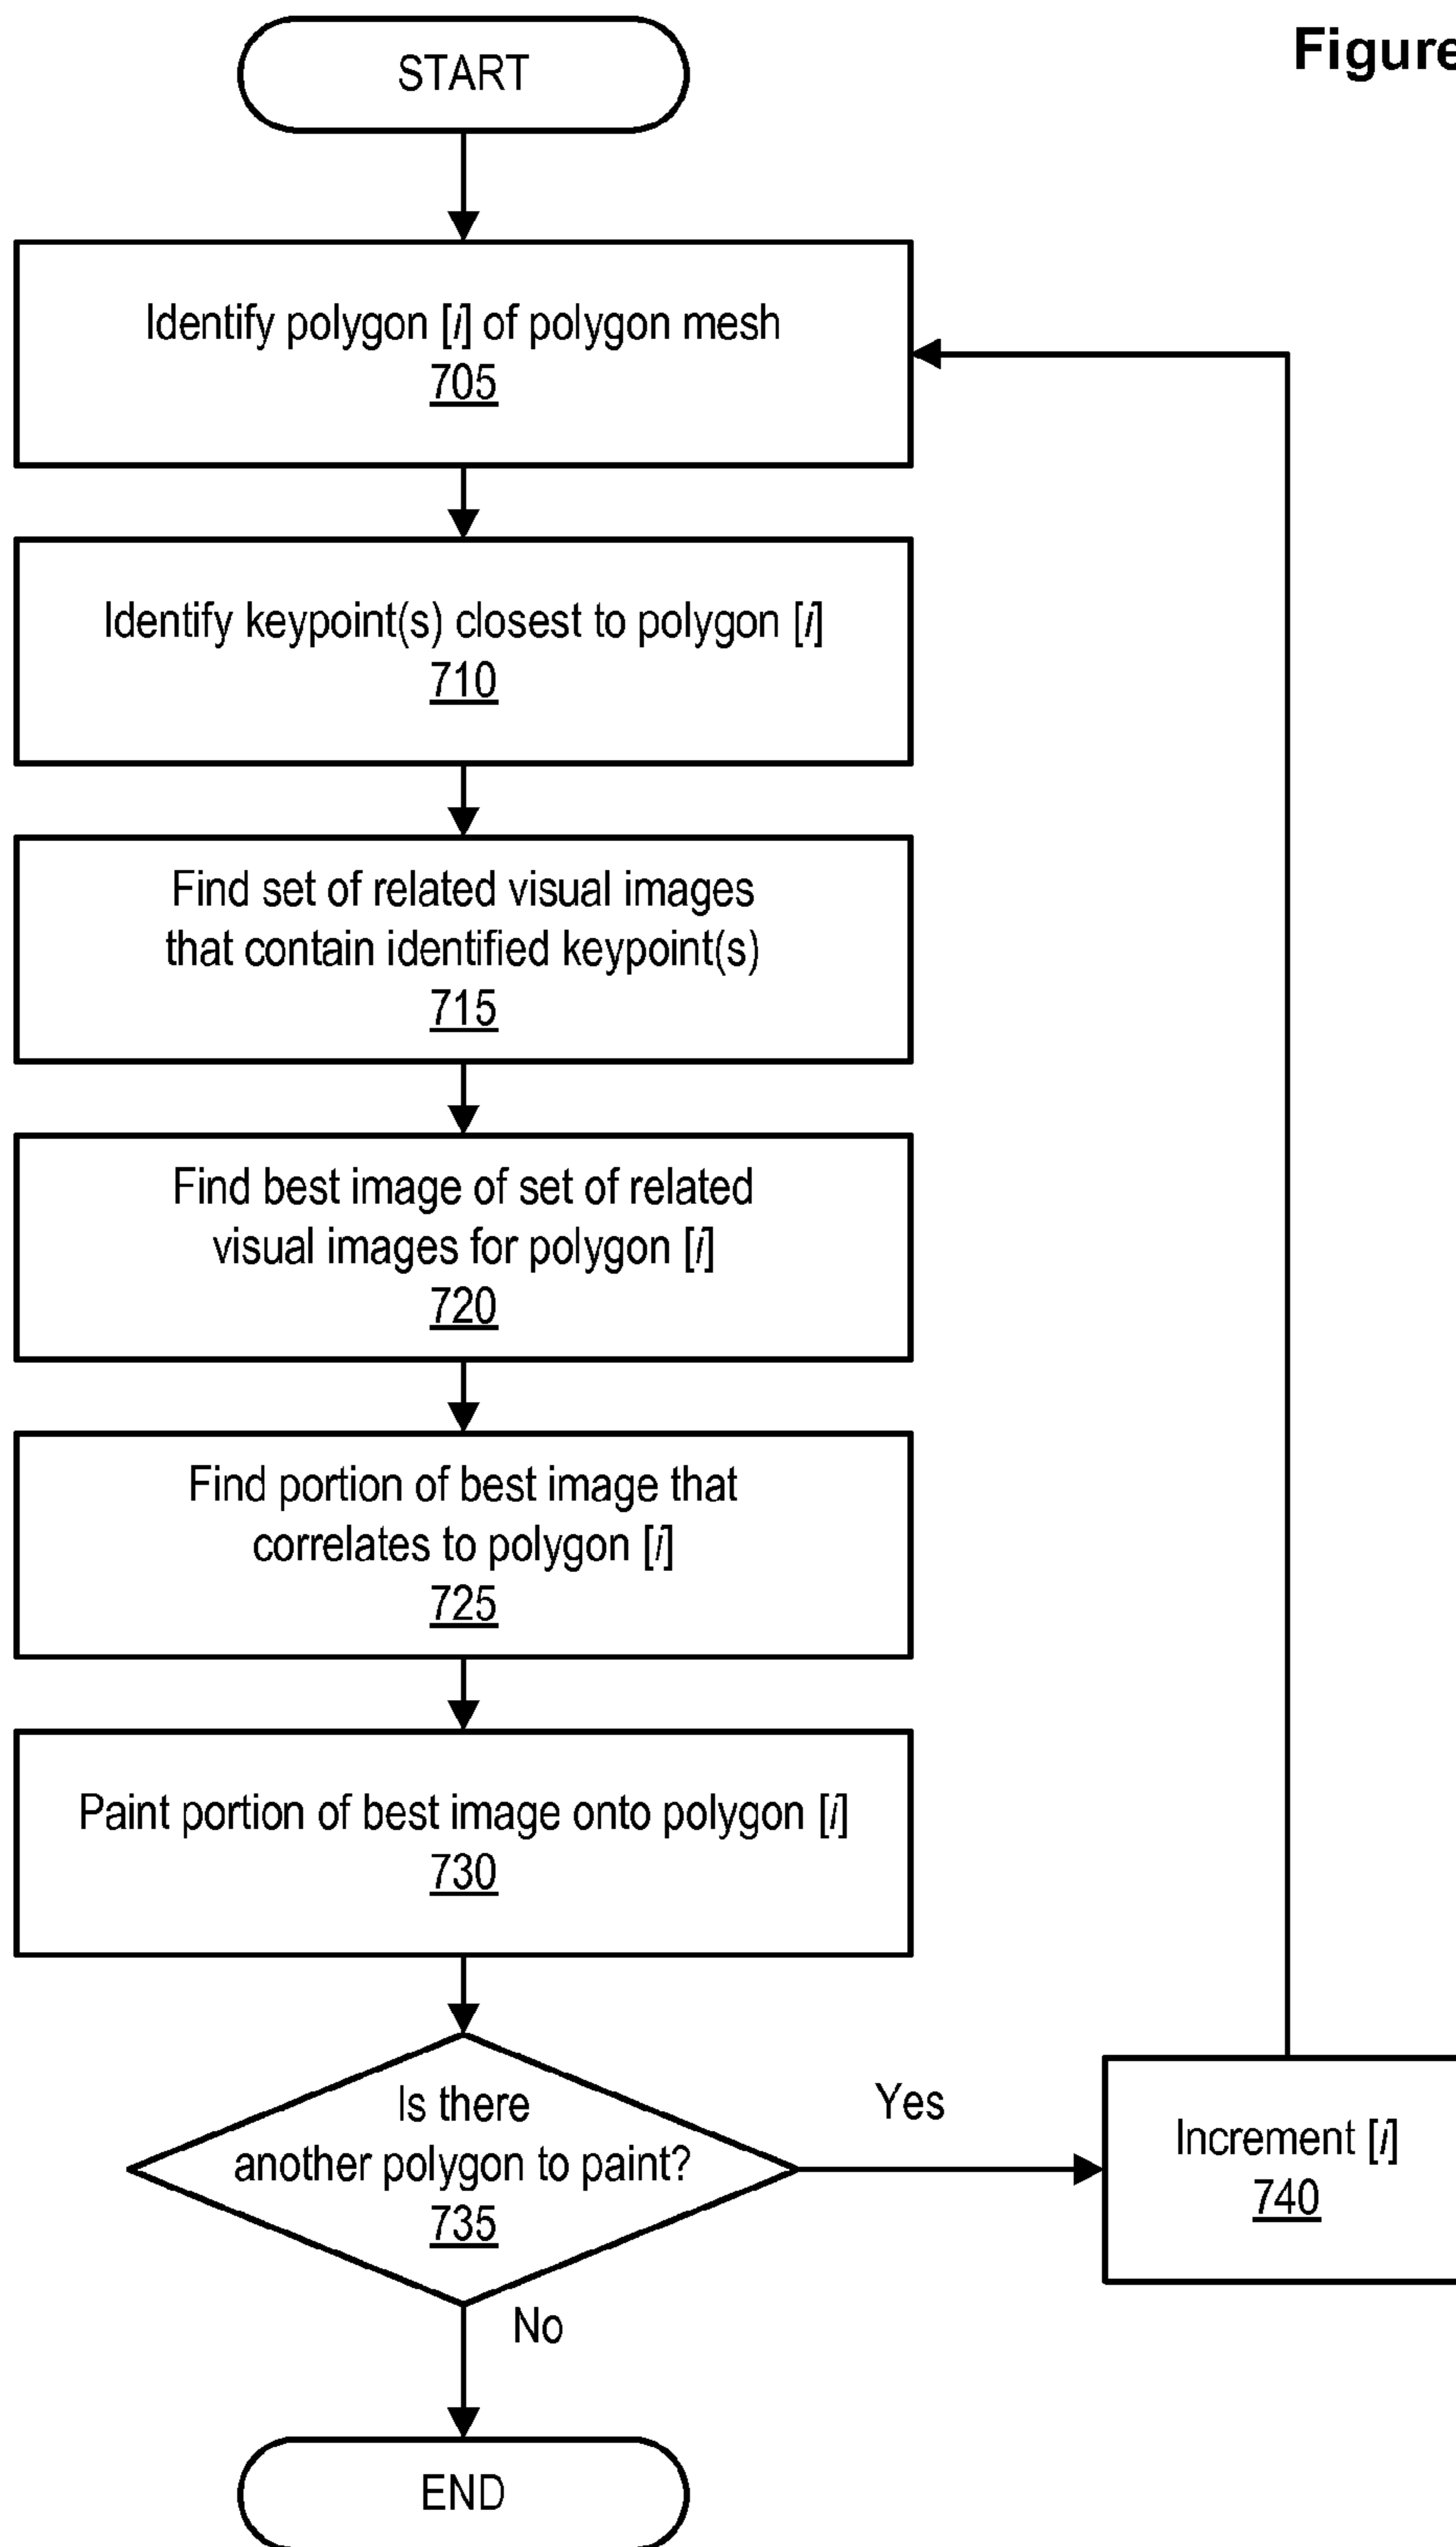 Figure
START
Identify polygon [i] of polygon mesh
705
Identify keypoint(s) closest to polygon [i]
710
Find set of related visual images
that contain identified keypoint(s)
715
Find best image of set of related
visual images for polygon [i]
720
Find portion of best image that
correlates to polygon [i]
725
Paint portion of best image onto polygon [i]
730
Is there
another polygon to paint?
735
Yes
Increment [i]
740
No
END